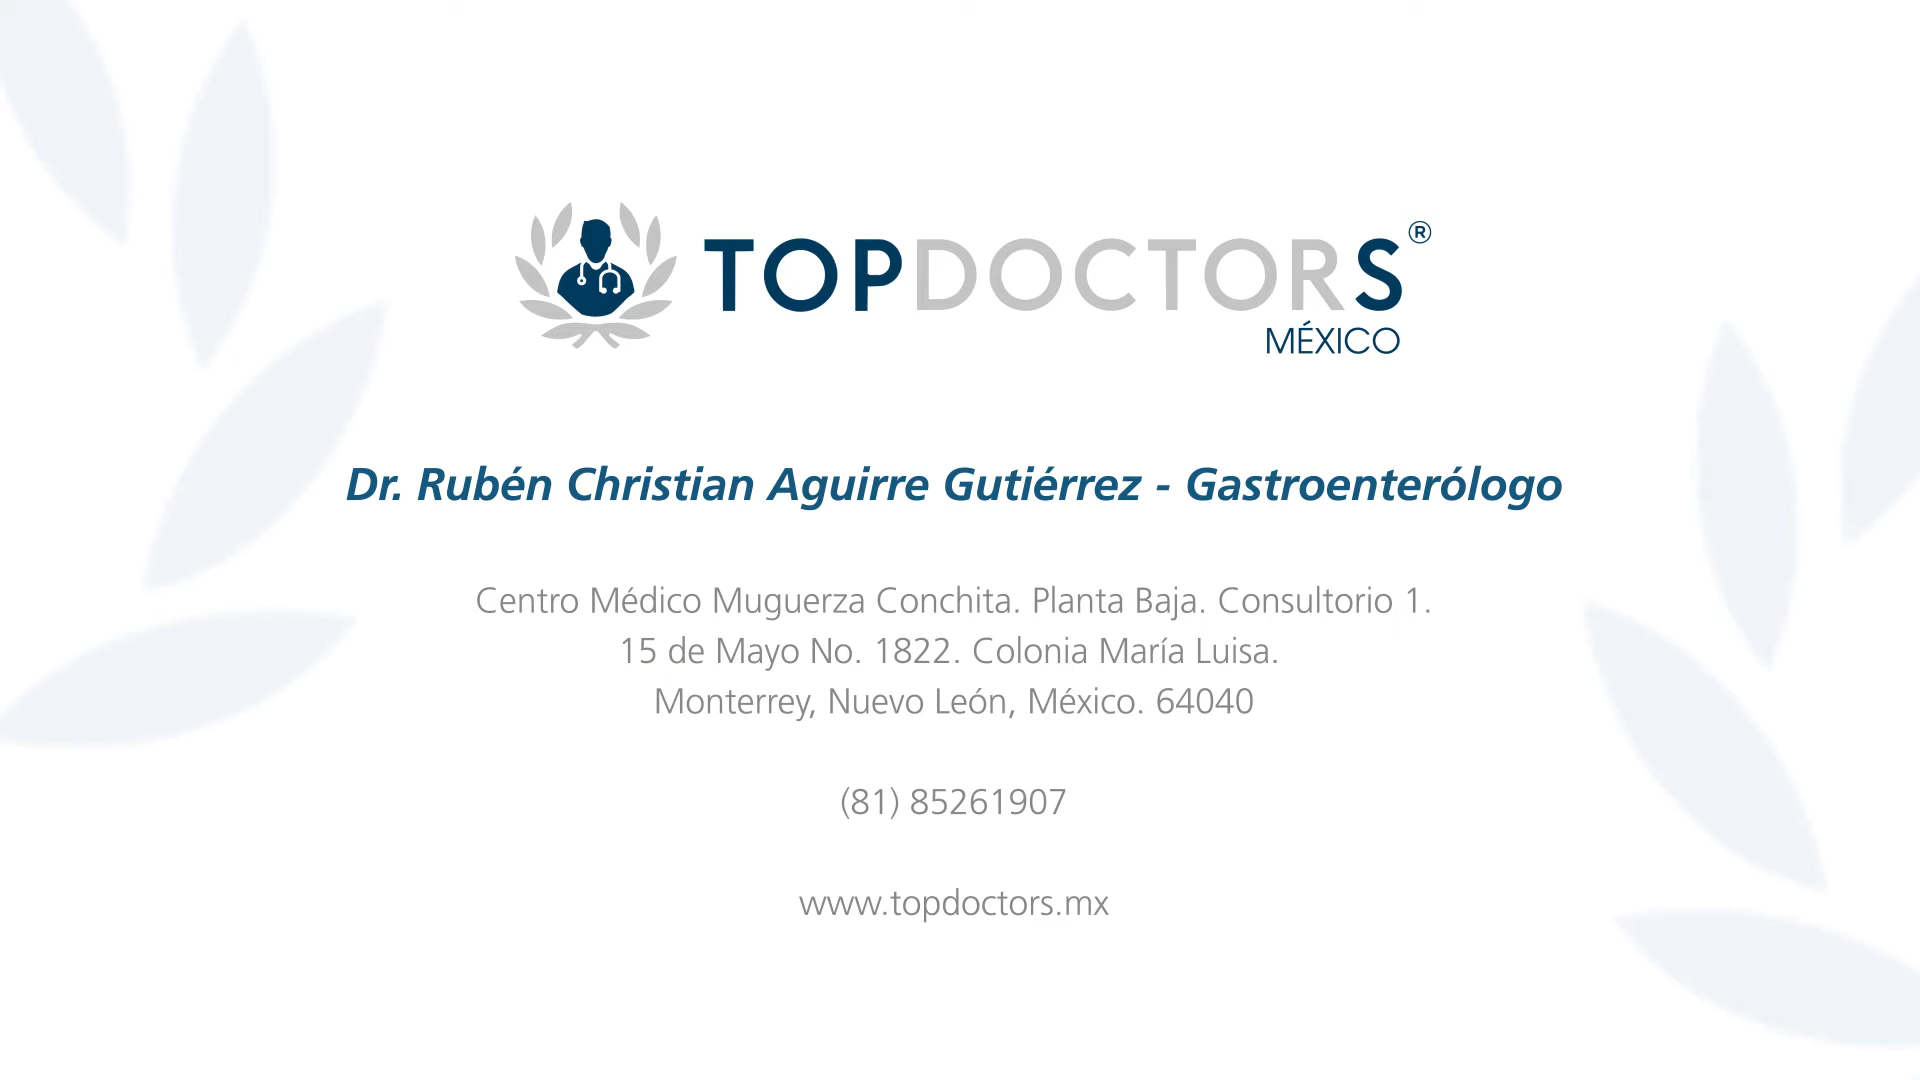 TOPDOCTORS®
MÉXICO
Dr. Rubén Christian Aguirre Gutiérrez - Gastroenterólogo
Centro Médico Muguerza Conchita. Planta Baja. Consultorio 1.
15 de Mayo No. 1822. Colonia María Luisa.
Monterrey, Nuevo León, México. 64040
(81) 85261907
www.topdoctors.mx